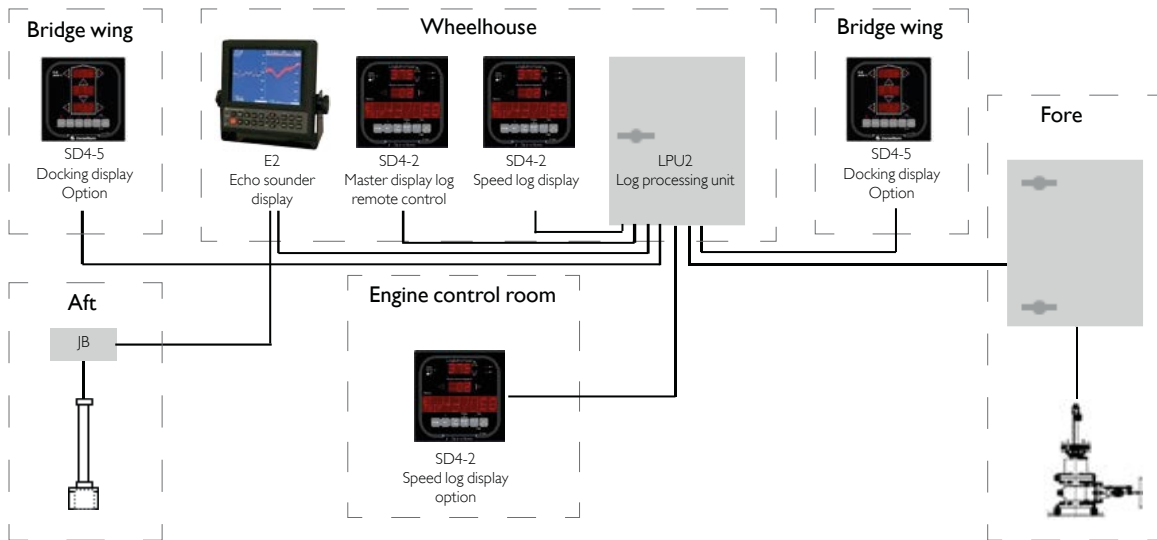 Bridge wing
SD4-5
Docking display
Option
Wheelhouse
E2
Echo sounder
display
SD4-2
Master display log
remote control
SD4-2
Speed log display
LPU2
Log processing unit
Bridge wing
SD4-5
Docking display
Option
Fore
Aft
JB
Engine control room
SD4-2
Speed log display
option